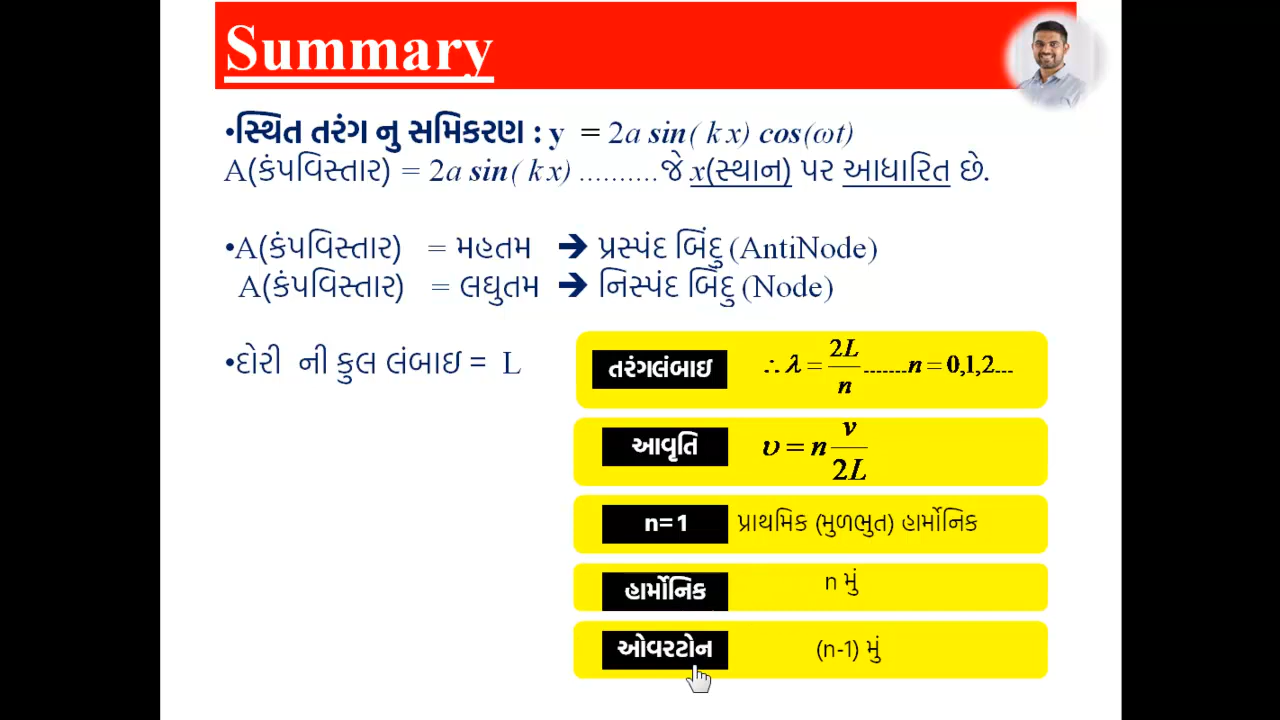 Summary
•સ્થિત તરંગ નુ સમિકરણ : y = 2a sin( kx) cos(ωt)
A(કંપવિસ્તાર) = 2a sin( kx) ..........જે x(સ્થાન) પર આધારિત છે.
•A(કંપવિસ્તાર) = મહતમ ➔ પ્રસ્પંદ બિંદુ (AntiNode)
A(કંપવિસ્તાર) = લઘુતમ ➔ નિસ્પંદ બિંદુ (Node)
•દોરી ની કુલ લંબાઇ = L
તરંગલંબાઇ ∴ λ = 2L/n .......n = 0,1,2...
આવૃતિ υ = n v/2L
n=1 પ્રાથમિક (મુળભુત) હાર્મોનિક
હાર્મોનિક n મું
ઓવરટોન (n-1) મું